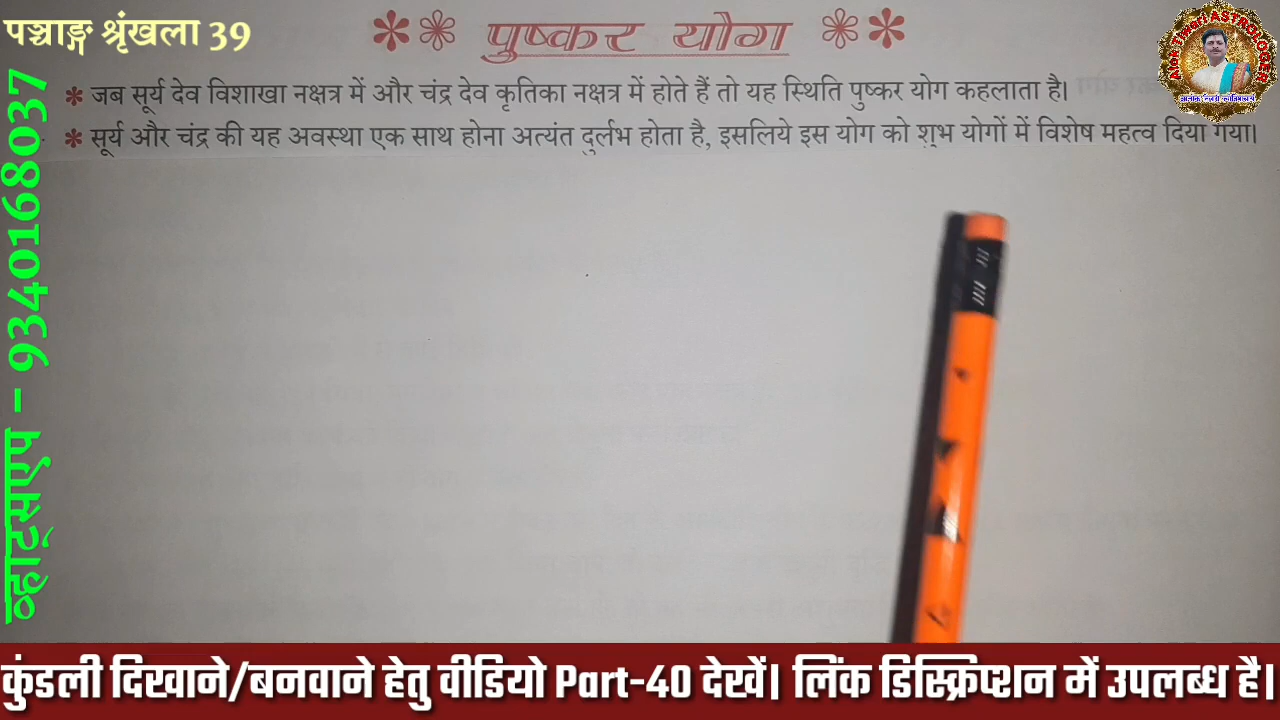 पञ्चाङ्ग श्रृंखला 39
✻❀ पुष्कर योग ❀✻
✻ जब सूर्य देव विशाखा नक्षत्र में और चंद्र देव कृतिका नक्षत्र में होते हैं तो यह स्थिति पुष्कर योग कहलाता है।
✻ सूर्य और चंद्र की यह अवस्था एक साथ होना अत्यंत दुर्लभ होता है, इसलिये इस योग को शुभ योगों में विशेष महत्व दिया गया।
व्हाट्सएप - 9340168037
कुंडली दिखाने/बनवाने हेतु वीडियो Part-40 देखें। लिंक डिस्क्रिप्शन में उपलब्ध है।